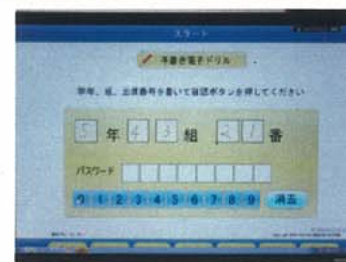 スタート
手書き電子ドリル
学年、組、出席番号を書いて確認ボタンを押してください
5 年 4 3 組 2 1 番
パスワード
0 1 2 3 4 5 6 7 8 9 消去